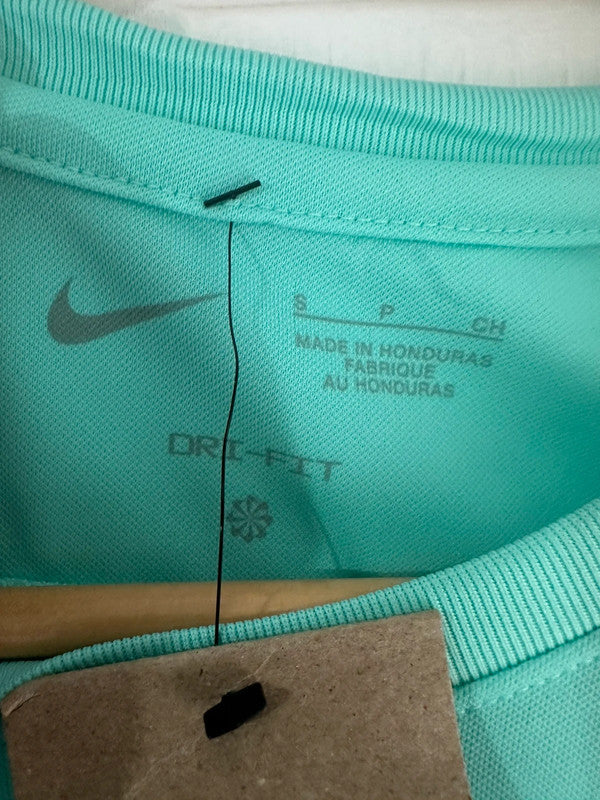 S P CH
MADE IN HONDURAS
FABRIQUE
AU HONDURAS
DRI-FIT